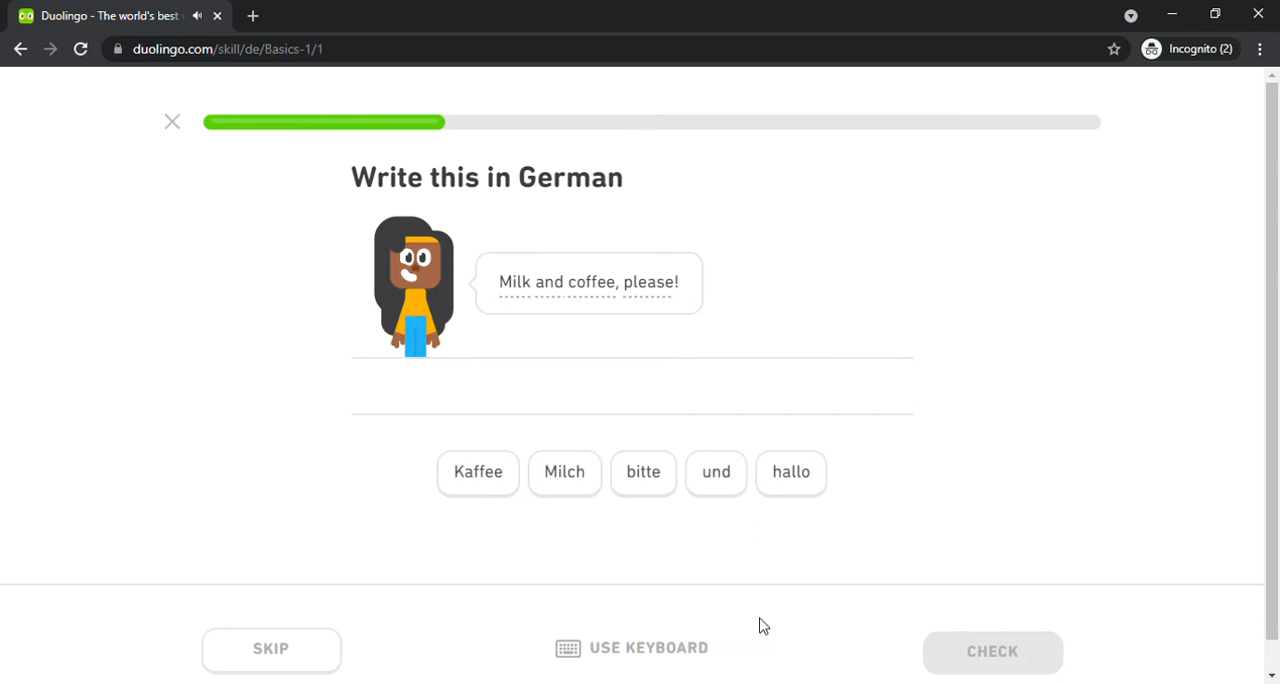 Duolingo - The world's best
duolingo.com/skill/de/Basics-1/1
Incognito (2)
Write this in German
Milk and coffee, please!
Kaffee Milch bitte und hallo
SKIP USE KEYBOARD CHECK